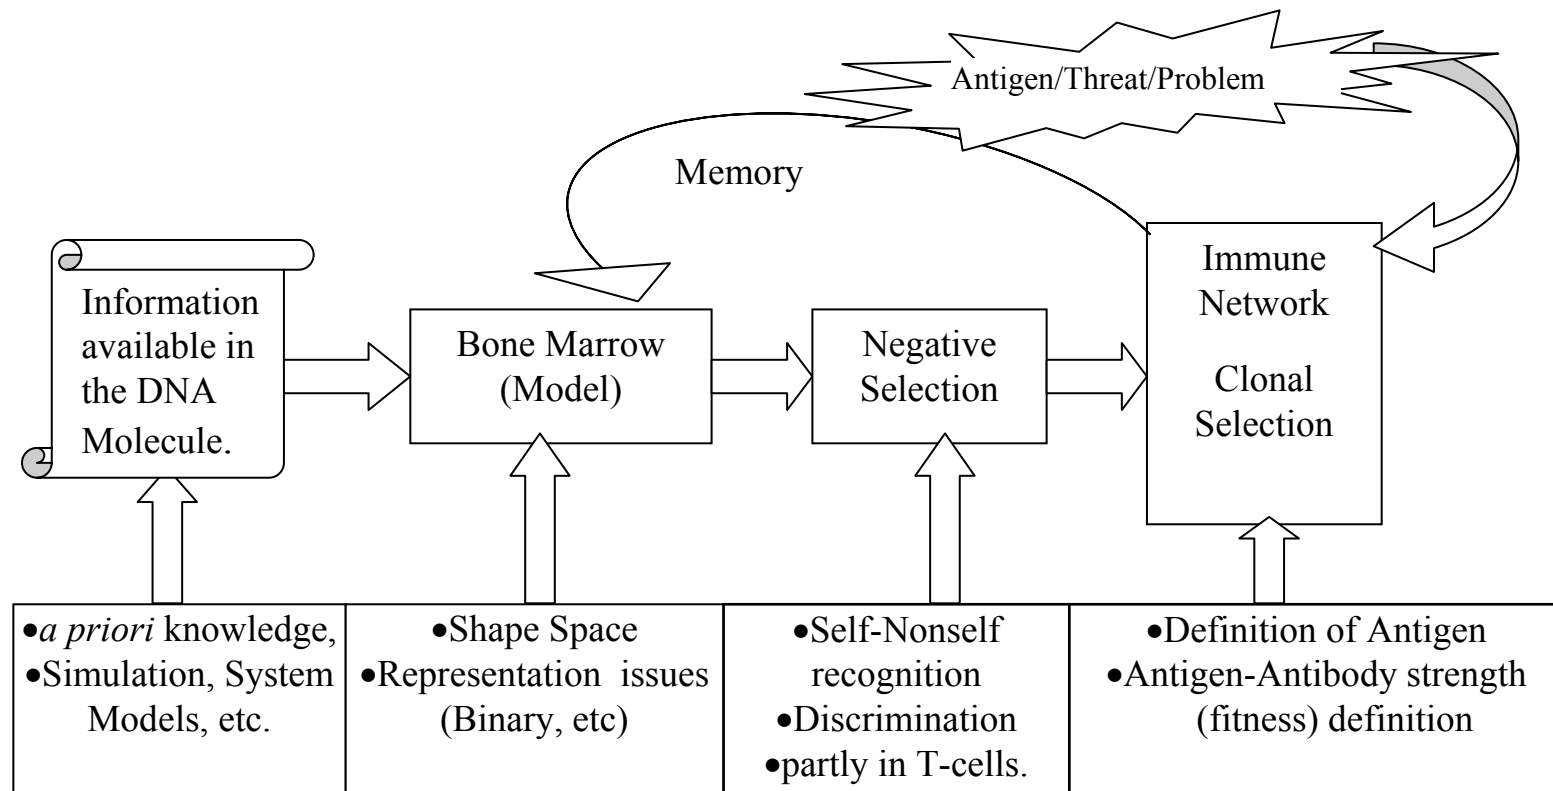 Antigen/Threat/Problem
Memory
Information
available in
the DNA
Molecule.
Bone Marrow
(Model)
Negative
Selection
Immune
Network
Clonal
Selection
•a priori knowledge,
•Simulation, System
Models, etc.
•Shape Space
•Representation issues
(Binary, etc)
•Self-Nonself
recognition
•Discrimination
•partly in T-cells.
•Definition of Antigen
•Antigen-Antibody strength
(fitness) definition